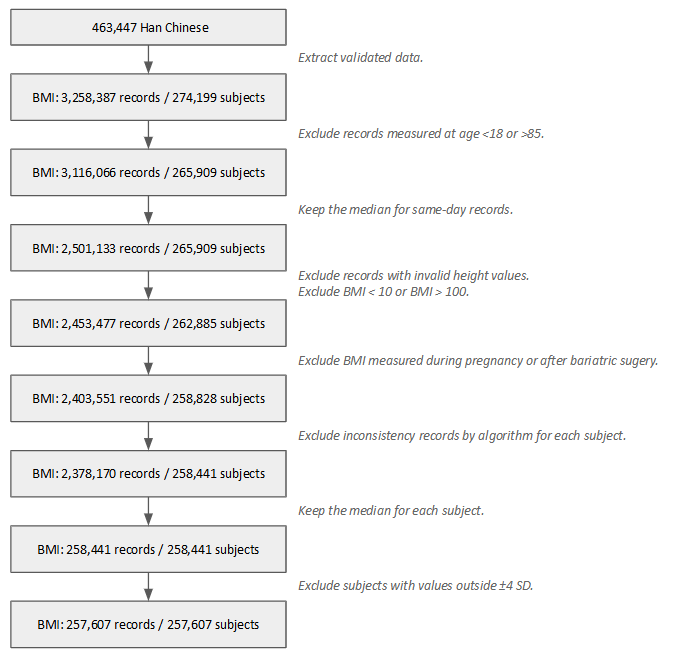 463,447 Han Chinese
Extract validated data.
BMI: 3,258,387 records / 274,199 subjects
Exclude records measured at age <18 or >85.
BMI: 3,116,066 records / 265,909 subjects
Keep the median for same-day records.
BMI: 2,501,133 records / 265,909 subjects
Exclude records with invalid height values.
Exclude BMI < 10 or BMI > 100.
BMI: 2,453,477 records / 262,885 subjects
Exclude BMI measured during pregnancy or after bariatric sugery.
BMI: 2,403,551 records / 258,828 subjects
Exclude inconsistency records by algorithm for each subject.
BMI: 2,378,170 records / 258,441 subjects
Keep the median for each subject.
BMI: 258,441 records / 258,441 subjects
Exclude subjects with values outside ±4 SD.
BMI: 257,607 records / 257,607 subjects